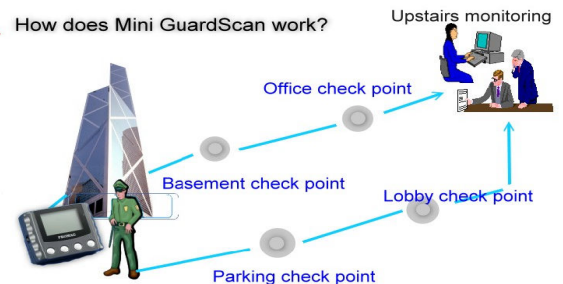 How does Mini GuardScan work?
Upstairs monitoring
Office check point
Basement check point
Lobby check point
Parking check point